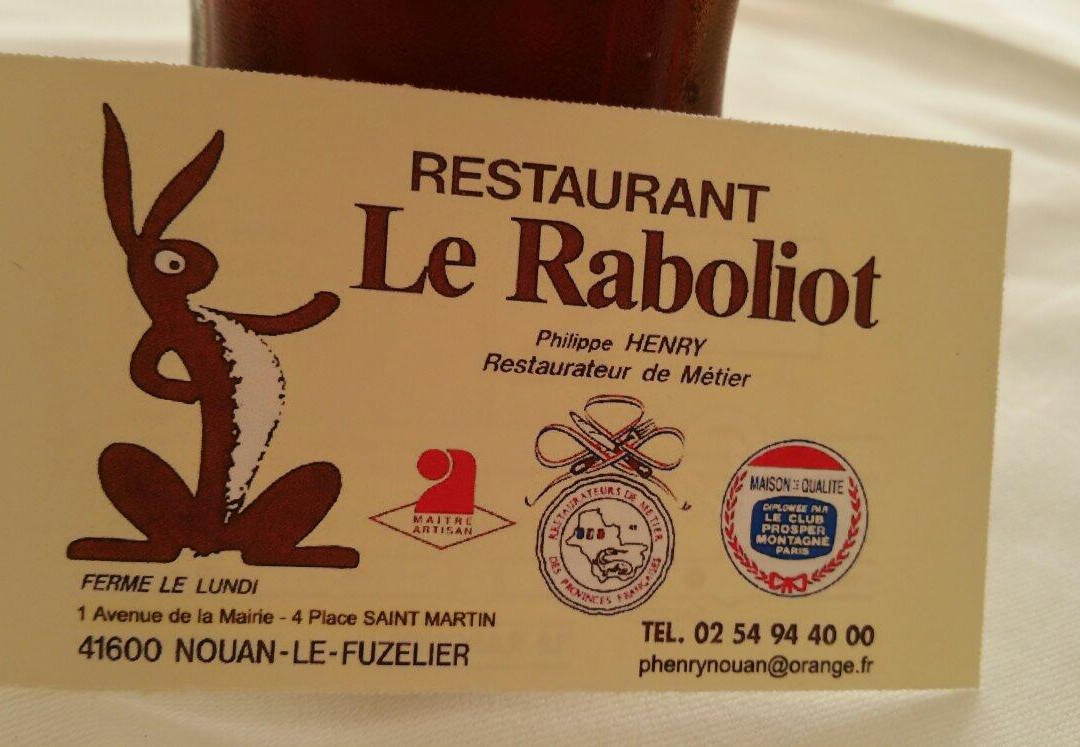 RESTAURANT
Le Raboliot
Philippe HENRY
Restaurateur de Métier
MAITRE
ARTISAN
RESTAURATEURS DE METIER
DES PROVINCES FRANÇAISES
MAISON DE QUALITE
DIPLOMEE PAR
LE CLUB
PROSPER
MONTAGNE
PARIS
FERME LE LUNDI
1 Avenue de la Mairie - 4 Place SAINT MARTIN
41600 NOUAN-LE-FUZELIER
TEL. 02 54 94 40 00
phenrynouan@orange.fr